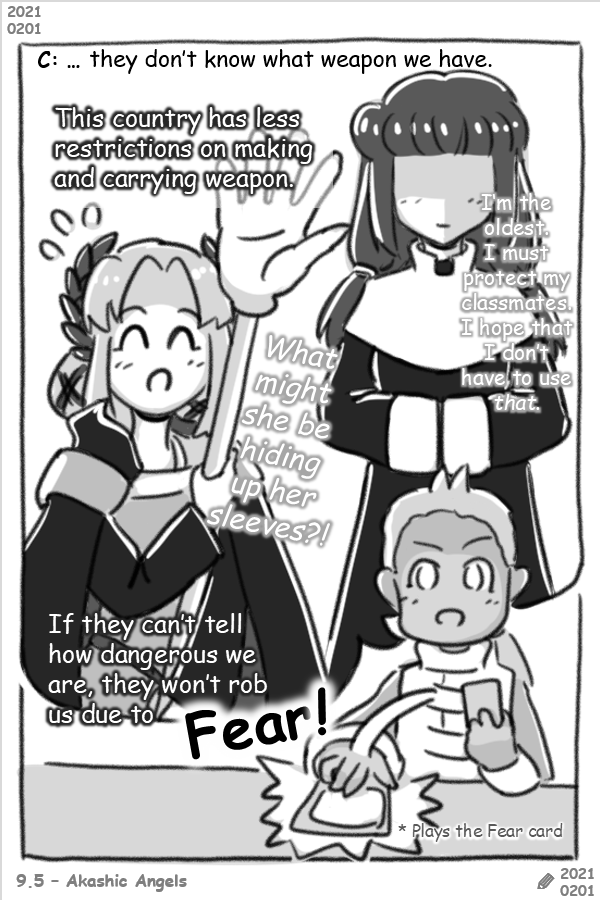 2021
0201
C: … they don't know what weapon we have.
This country has less
restrictions on making
and carrying weapon.
I'm the
oldest.
I must
protect my
classmates.
I hope that
I don't
have to use
that.
What
might
she be
hiding
up her
sleeves?!
If they can't tell
how dangerous we
are, they won't rob
us due to
Fear!
* Plays the Fear card
9.5 – Akashic Angels
2021
0201